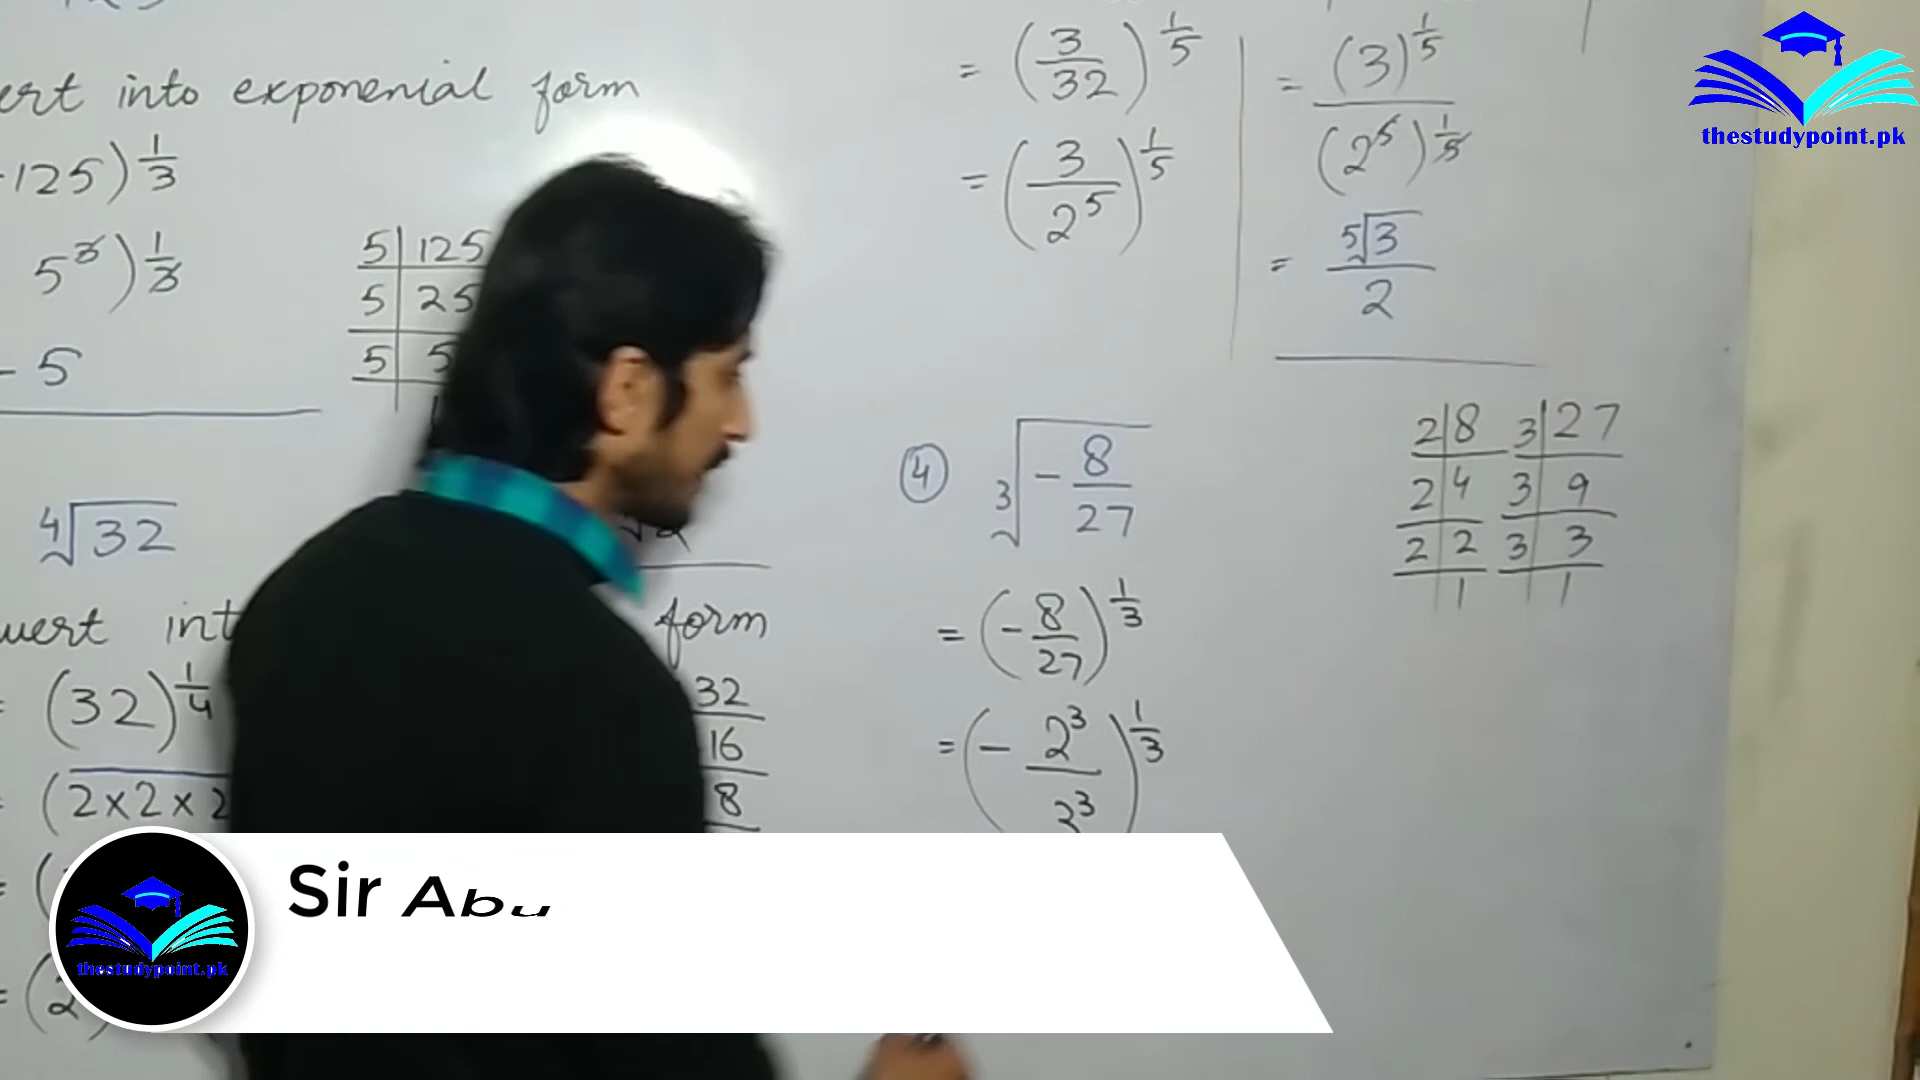 ert into exponenial form
-125)^{1/3}
5^3)^{1/3}
- 5
5 | 125
5 | 25
5 | 5
∜32
vert int form
= (32)^{1/4}
= (2×2×2
32
16
8
= (3/32)^{1/5}
= (3/2^5)^{1/5}
= (3)^{1/5} / (2^5)^{1/5}
= ⁵√3 / 2
④ ³√(-8/27)
= (-8/27)^{1/3}
= (- 2^3/3^3)^{1/3}
2 | 8
2 | 4
2 | 2
1
3 | 27
3 | 9
3 | 3
1
thestudypoint.pk
Sir Abu
thestudypoint.pk